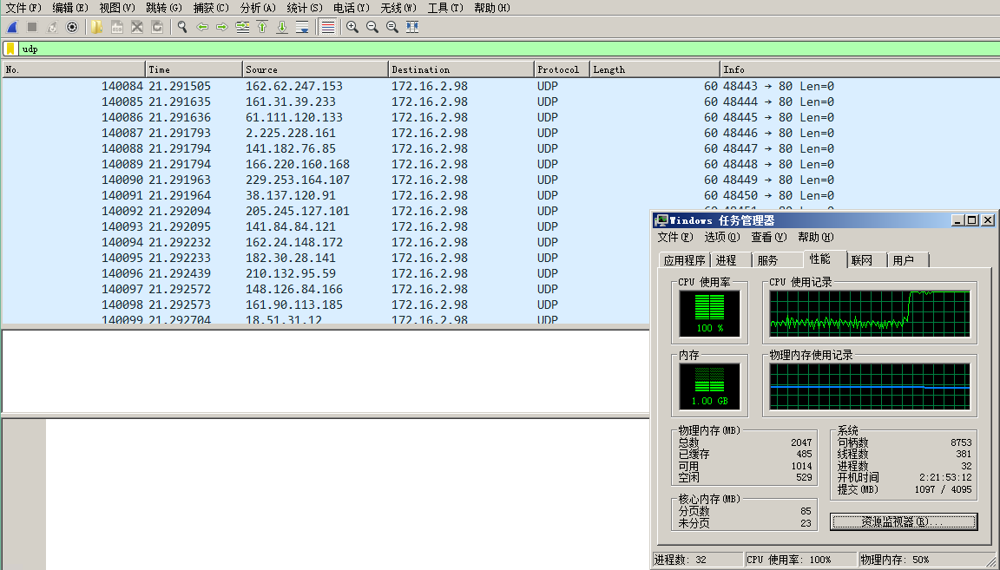 文件(F) 编辑(E) 视图(V) 跳转(G) 捕获(C) 分析(A) 统计(S) 电话(Y) 无线(W) 工具(T) 帮助(H)
udp
No. Time Source Destination Protocol Length Info
140084 21.291505 162.62.247.153 172.16.2.98 UDP 60 48443 → 80 Len=0
140085 21.291635 161.31.39.233 172.16.2.98 UDP 60 48444 → 80 Len=0
140086 21.291636 61.111.120.133 172.16.2.98 UDP 60 48445 → 80 Len=0
140087 21.291793 2.225.228.161 172.16.2.98 UDP 60 48446 → 80 Len=0
140088 21.291794 141.182.76.85 172.16.2.98 UDP 60 48447 → 80 Len=0
140089 21.291794 166.220.160.168 172.16.2.98 UDP 60 48448 → 80 Len=0
140090 21.291963 229.253.164.107 172.16.2.98 UDP 60 48449 → 80 Len=0
140091 21.291964 38.137.120.91 172.16.2.98 UDP 60 48450 → 80 Len=0
140092 21.292094 205.245.127.101 172.16.2.98 UDP
140093 21.292095 141.84.84.121 172.16.2.98 UDP
140094 21.292232 162.24.148.172 172.16.2.98 UDP
140095 21.292233 182.30.28.141 172.16.2.98 UDP
140096 21.292439 210.132.95.59 172.16.2.98 UDP
140097 21.292572 148.126.84.166 172.16.2.98 UDP
140098 21.292573 161.90.113.185 172.16.2.98 UDP
140099 21.292704 18.51.31.12 172.16.2.98 UDP
Windows 任务管理器
文件(F) 选项(O) 查看(V) 帮助(H)
应用程序 进程 服务 性能 联网 用户
CPU 使用率 CPU 使用记录
100 %
内存 物理内存使用记录
1.00 GB
物理内存(MB)
总数 2047
已缓存 485
可用 1014
空闲 529
核心内存(MB)
分页数 85
未分页 23
系统
句柄数 8753
线程数 381
进程数 32
开机时间 2:21:53:12
提交(MB) 1097 / 4095
资源监视器(R)...
进程数: 32 CPU 使用率: 100% 物理内存: 50%